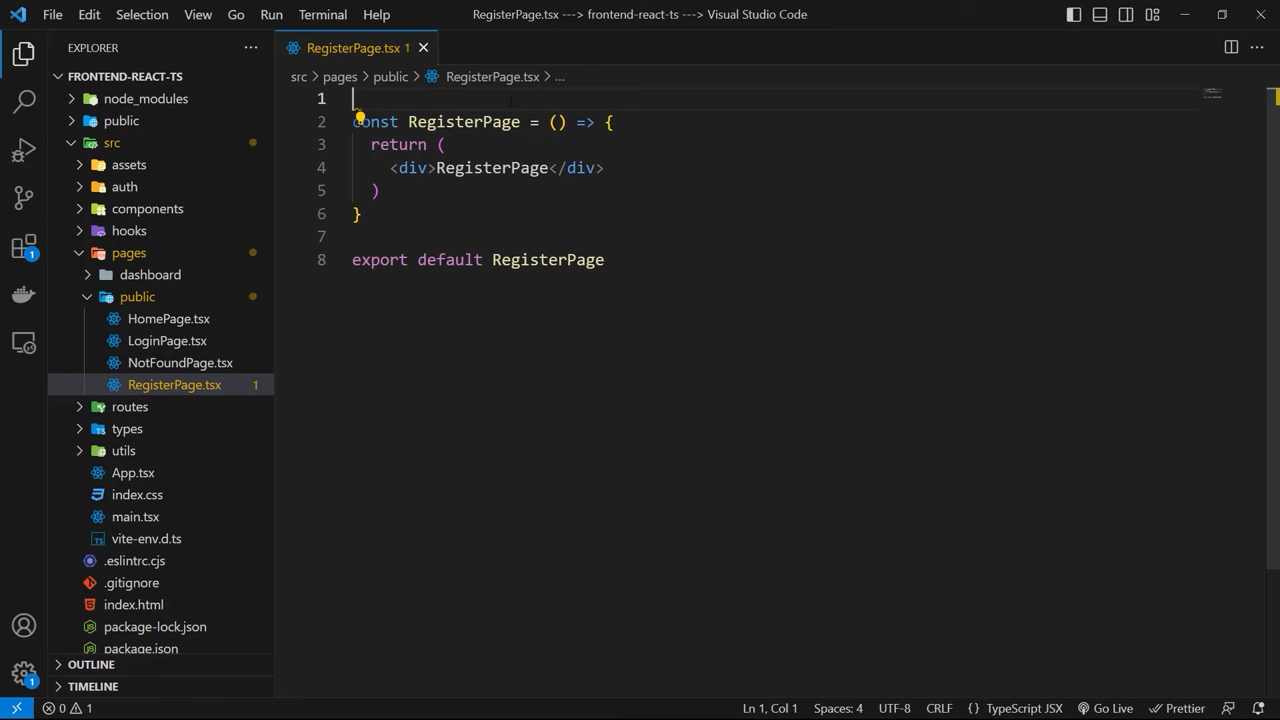 File Edit Selection View Go Run Terminal Help RegisterPage.tsx ---> frontend-react-ts ---> Visual Studio Code
EXPLORER
FRONTEND-REACT-TS
node_modules
public
src
assets
auth
components
hooks
pages
dashboard
public
HomePage.tsx
LoginPage.tsx
NotFoundPage.tsx
RegisterPage.tsx 1
routes
types
utils
App.tsx
index.css
main.tsx
TS vite-env.d.ts
.eslintrc.cjs
.gitignore
index.html
package-lock.json
package.json
OUTLINE
TIMELINE
1
1
RegisterPage.tsx 1
src > pages > public > RegisterPage.tsx > ...
1
2 const RegisterPage = () => {
3 return (
4 <div>RegisterPage</div>
5 )
6 }
7
8 export default RegisterPage
0 1 Ln 1, Col 1 Spaces: 4 UTF-8 CRLF {} TypeScript JSX Go Live Prettier